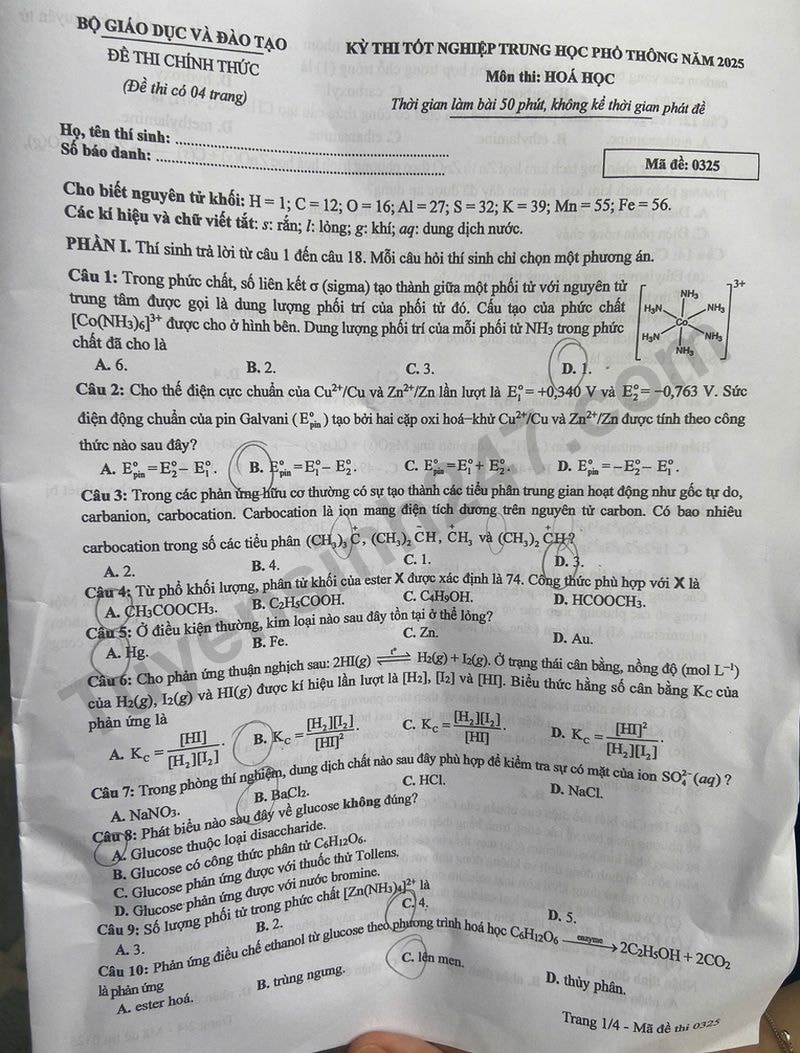 BỘ GIÁO DỤC VÀ ĐÀO TẠO
ĐỀ THI CHÍNH THỨC
(Đề thi có 04 trang)
KỲ THI TỐT NGHIỆP TRUNG HỌC PHỔ THÔNG NĂM 2025
Môn thi: HOÁ HỌC
Thời gian làm bài 50 phút, không kể thời gian phát đề
Họ, tên thí sinh: ..........
Số báo danh: ..........
Mã đề: 0325
Cho biết nguyên tử khối: H = 1; C = 12; O = 16; Al = 27; S = 32; K = 39; Mn = 55; Fe = 56.
Các kí hiệu và chữ viết tắt: s: rắn; l: lỏng; g: khí; aq: dung dịch nước.
PHẦN I. Thí sinh trả lời từ câu 1 đến câu 18. Mỗi câu hỏi thí sinh chỉ chọn một phương án.
Câu 1: Trong phức chất, số liên kết σ (sigma) tạo thành giữa một phối tử với nguyên tử
trung tâm được gọi là dung lượng phối trí của phối tử đó. Cấu tạo của phức chất
[Co(NH₃)₆]³⁺ được cho ở hình bên. Dung lượng phối trí của mỗi phối tử NH₃ trong phức
chất đã cho là
NH₃ 3+
H₃N NH₃
Co
H₃N NH₃
NH₃
A. 6. B. 2. C. 3. D. 1.
Câu 2: Cho thế điện cực chuẩn của Cu²⁺/Cu và Zn²⁺/Zn lần lượt là E°₁ = +0,340 V và E°₂ = −0,763 V. Sức
điện động chuẩn của pin Galvani (E°pin) tạo bởi hai cặp oxi hoá–khử Cu²⁺/Cu và Zn²⁺/Zn được tính theo công
thức nào sau đây?
A. E°pin = E°₂ − E°₁. B. E°pin = E°₁ − E°₂. C. E°pin = E°₁ + E°₂. D. E°pin = −E°₂ − E°₁.
Câu 3: Trong các phản ứng hữu cơ thường có sự tạo thành các tiểu phân trung gian hoạt động như gốc tự do,
carbanion, carbocation. Carbocation là ion mang điện tích dương trên nguyên tử carbon. Có bao nhiêu
carbocation trong số các tiểu phân (CH₃)₃C⁺, (CH₃)₂C⁻H, C⁺H₃ và (CH₃)₂C⁺H?
A. 2. B. 4. C. 1. D. 3.
Câu 4: Từ phổ khối lượng, phân tử khối của ester X được xác định là 74. Công thức phù hợp với X là
A. CH₃COOCH₃. B. C₂H₅COOH. C. C₄H₉OH. D. HCOOCH₃.
Câu 5: Ở điều kiện thường, kim loại nào sau đây tồn tại ở thể lỏng?
A. Hg. B. Fe. C. Zn. D. Au.
Câu 6: Cho phản ứng thuận nghịch sau: 2HI(g) ⇌ t° H₂(g) + I₂(g). Ở trạng thái cân bằng, nồng độ (mol L⁻¹)
của H₂(g), I₂(g) và HI(g) được kí hiệu lần lượt là [H₂], [I₂] và [HI]. Biểu thức hằng số cân bằng K_C của
phản ứng là
A. K_C = [HI]/[H₂][I₂]. B. K_C = [H₂][I₂]/[HI]². C. K_C = [H₂][I₂]/[HI]. D. K_C = [HI]²/[H₂][I₂].
Câu 7: Trong phòng thí nghiệm, dung dịch chất nào sau đây phù hợp để kiểm tra sự có mặt của ion SO₄²⁻(aq) ?
A. NaNO₃. B. BaCl₂. C. HCl. D. NaCl.
Câu 8: Phát biểu nào sau đây về glucose không đúng?
A. Glucose thuộc loại disaccharide.
B. Glucose có công thức phân tử C₆H₁₂O₆.
C. Glucose phản ứng được với thuốc thử Tollens.
D. Glucose phản ứng được với nước bromine.
Câu 9: Số lượng phối tử trong phức chất [Zn(NH₃)₄]²⁺ là
A. 3. B. 2. C. 4. D. 5.
Câu 10: Phản ứng điều chế ethanol từ glucose theo phương trình hoá học C₆H₁₂O₆ enzyme → 2C₂H₅OH + 2CO₂
là phản ứng
A. ester hoá. B. trùng ngưng. C. lên men. D. thủy phân.
Trang 1/4 - Mã đề thi 0325
Tuyensinh247.com